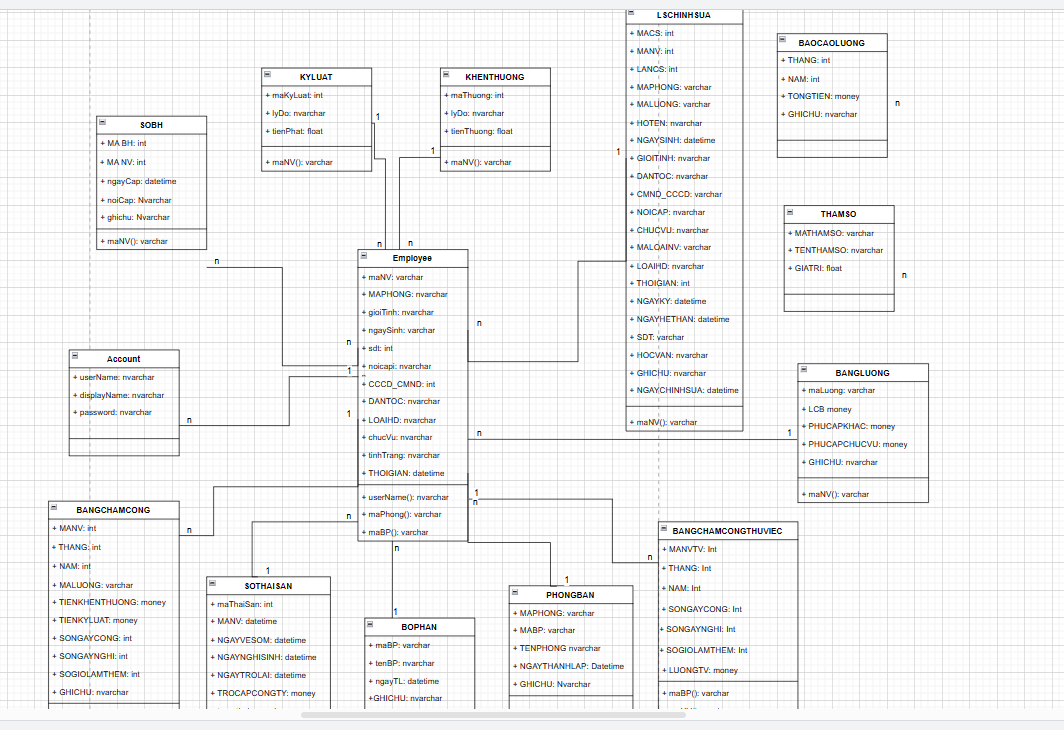 LSCHINHSUA
+ MACS: int
+ MANV: int
+ LANCS: int
+ MAPHONG: varchar
+ MALUONG: varchar
+ HOTEN: nvarchar
+ NGAYSINH: datetime
+ GIOITINH: nvarchar
+ DANTOC: nvarchar
+ CMND_CCCD: varchar
+ NOICAP: nvarchar
+ CHUCVU: nvarchar
+ MALOAINV: varchar
+ LOAIHD: nvarchar
+ THOIGIAN: int
+ NGAYKY: datetime
+ NGAYHETHAN: datetime
+ SDT: varchar
+ HOCVAN: nvarchar
+ GHICHU: nvarchar
+ NGAYCHINHSUA: datetime
+ maNV(): varchar
1
BAOCAOLUONG
+ THANG: int
+ NAM: int
+ TONGTIEN: money
+ GHICHU: nvarchar
n
KYLUAT
+ maKyLuat: int
+ lyDo: nvarchar
+ tienPhat: float
+ maNV(): varchar
1
KHENTHUONG
+ maThuong: int
+ lyDo: nvarchar
+ tienThuong: float
+ maNV(): varchar
1
SOBH
+ MA BH: int
+ MA NV: int
+ ngayCap: datetime
+ noiCap: Nvarchar
+ ghichu: Nvarchar
+ maNV(): varchar
n
THAMSO
+ MATHAMSO: varchar
+ TENTHAMSO: nvarchar
+ GIATRI: float
n
n
n
Employee
+ maNV: varchar
+ MAPHONG: nvarchar
+ gioiTinh: nvarchar
+ ngaySinh: varchar
+ sdt: int
+ noicapi: nvarchar
+ CCCD_CMND: int
+ DANTOC: nvarchar
+ LOAIHD: nvarchar
+ chucVu: nvarchar
+ tinhTrang: nvarchar
+ THOIGIAN: datetime
+ userName(): nvarchar
+ maPhong(): varchar
+ maBP(): varchar
n
n
1
1
n
n
1
n
n
Account
+ userName: nvarchar
+ displayName: nvarchar
+ password: nvarchar
n
BANGLUONG
+ maLuong: varchar
+ LCB money
+ PHUCAPKHAC: money
+ PHUCAPCHUCVU: money
+ GHICHU: nvarchar
+ maNV(): varchar
1
BANGCHAMCONG
+ MANV: int
+ THANG: int
+ NAM: int
+ MALUONG: varchar
+ TIENKHENTHUONG: money
+ TIENKYLUAT: money
+ SONGAYCONG: int
+ SONGAYNGHI: int
+ SOGIOLAMTHEM: int
+ GHICHU: nvarchar
n
1
SOTHAISAN
+ maThaiSan: int
+ MANV: datetime
+ NGAYVESOM: datetime
+ NGAYNGHISINH: datetime
+ NGAYTROLAI: datetime
+ TROCAPCONGTY: money
1
BOPHAN
+ maBP: varchar
+ tenBP: nvarchar
+ ngayTL: datetime
+GHICHU: nvarchar
1
PHONGBAN
+ MAPHONG: varchar
+ MABP: varchar
+ TENPHONG nvarchar
+ NGAYTHANHLAP: Datetime
+ GHICHU: Nvarchar
n
BANGCHAMCONGTHUVIEC
+ MANVTV: Int
+ THANG: Int
+ NAM: Int
+ SONGAYCONG: Int
+ SONGAYNGHI: Int
+ SOGIOLAMTHEM: Int
+ LUONGTV: money
+ maBP(): varchar